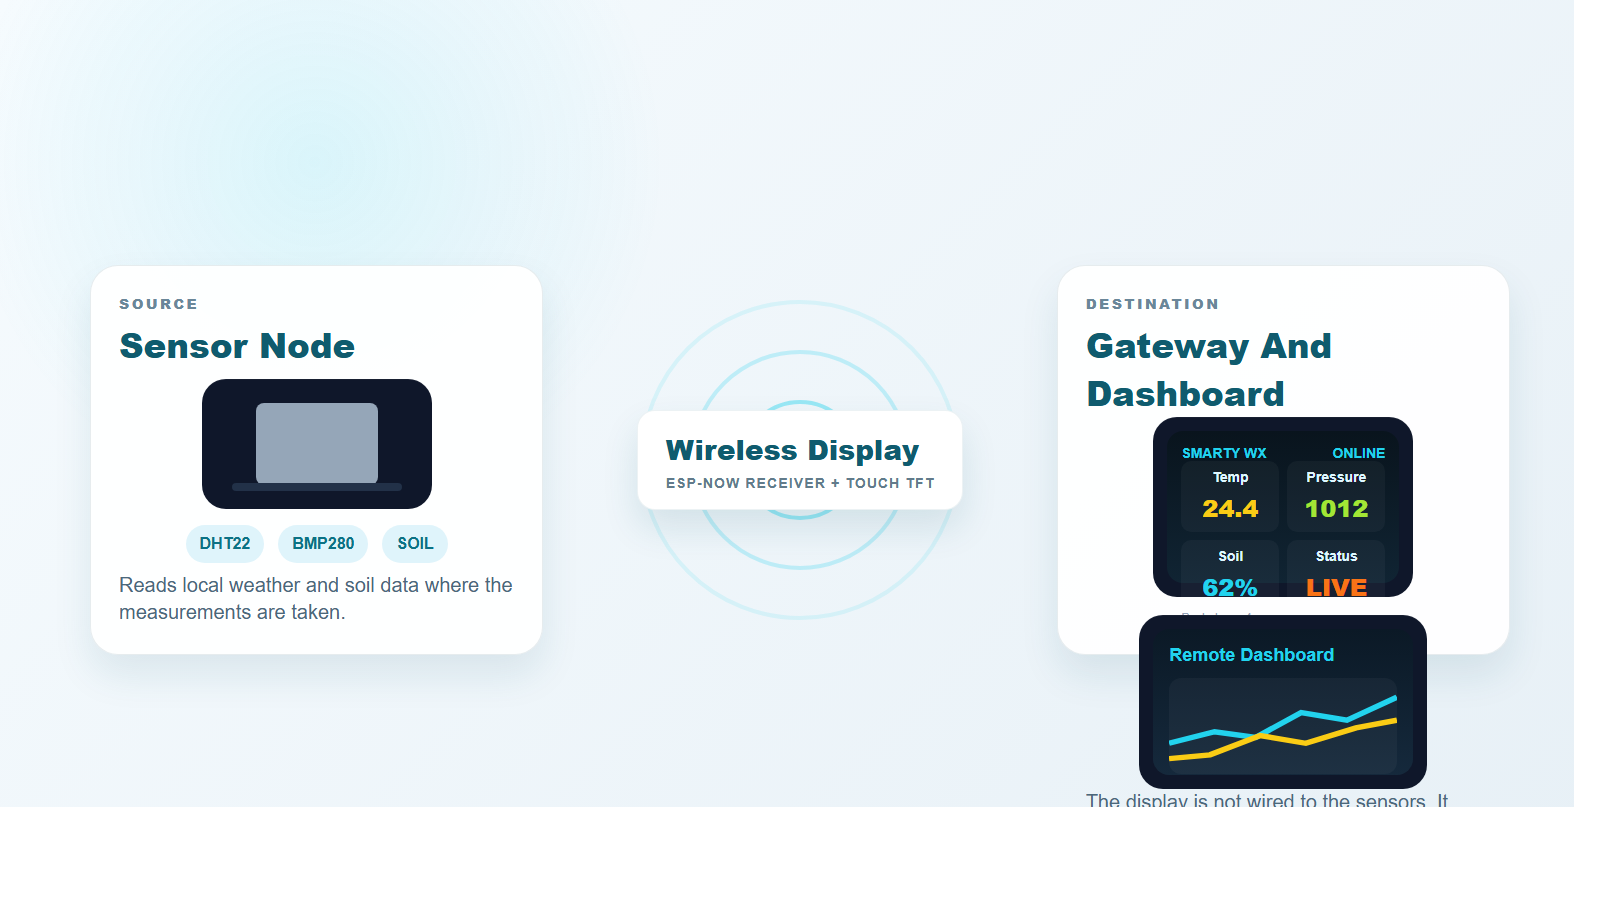 SOURCE
Sensor Node
DHT22 BMP280 SOIL
Reads local weather and soil data where the
measurements are taken.
Wireless Display
ESP-NOW RECEIVER + TOUCH TFT
DESTINATION
Gateway And
Dashboard
SMARTY WX ONLINE
Temp Pressure
24.4 1012
Soil Status
62% LIVE
Remote Dashboard
The display is not wired to the sensors. It